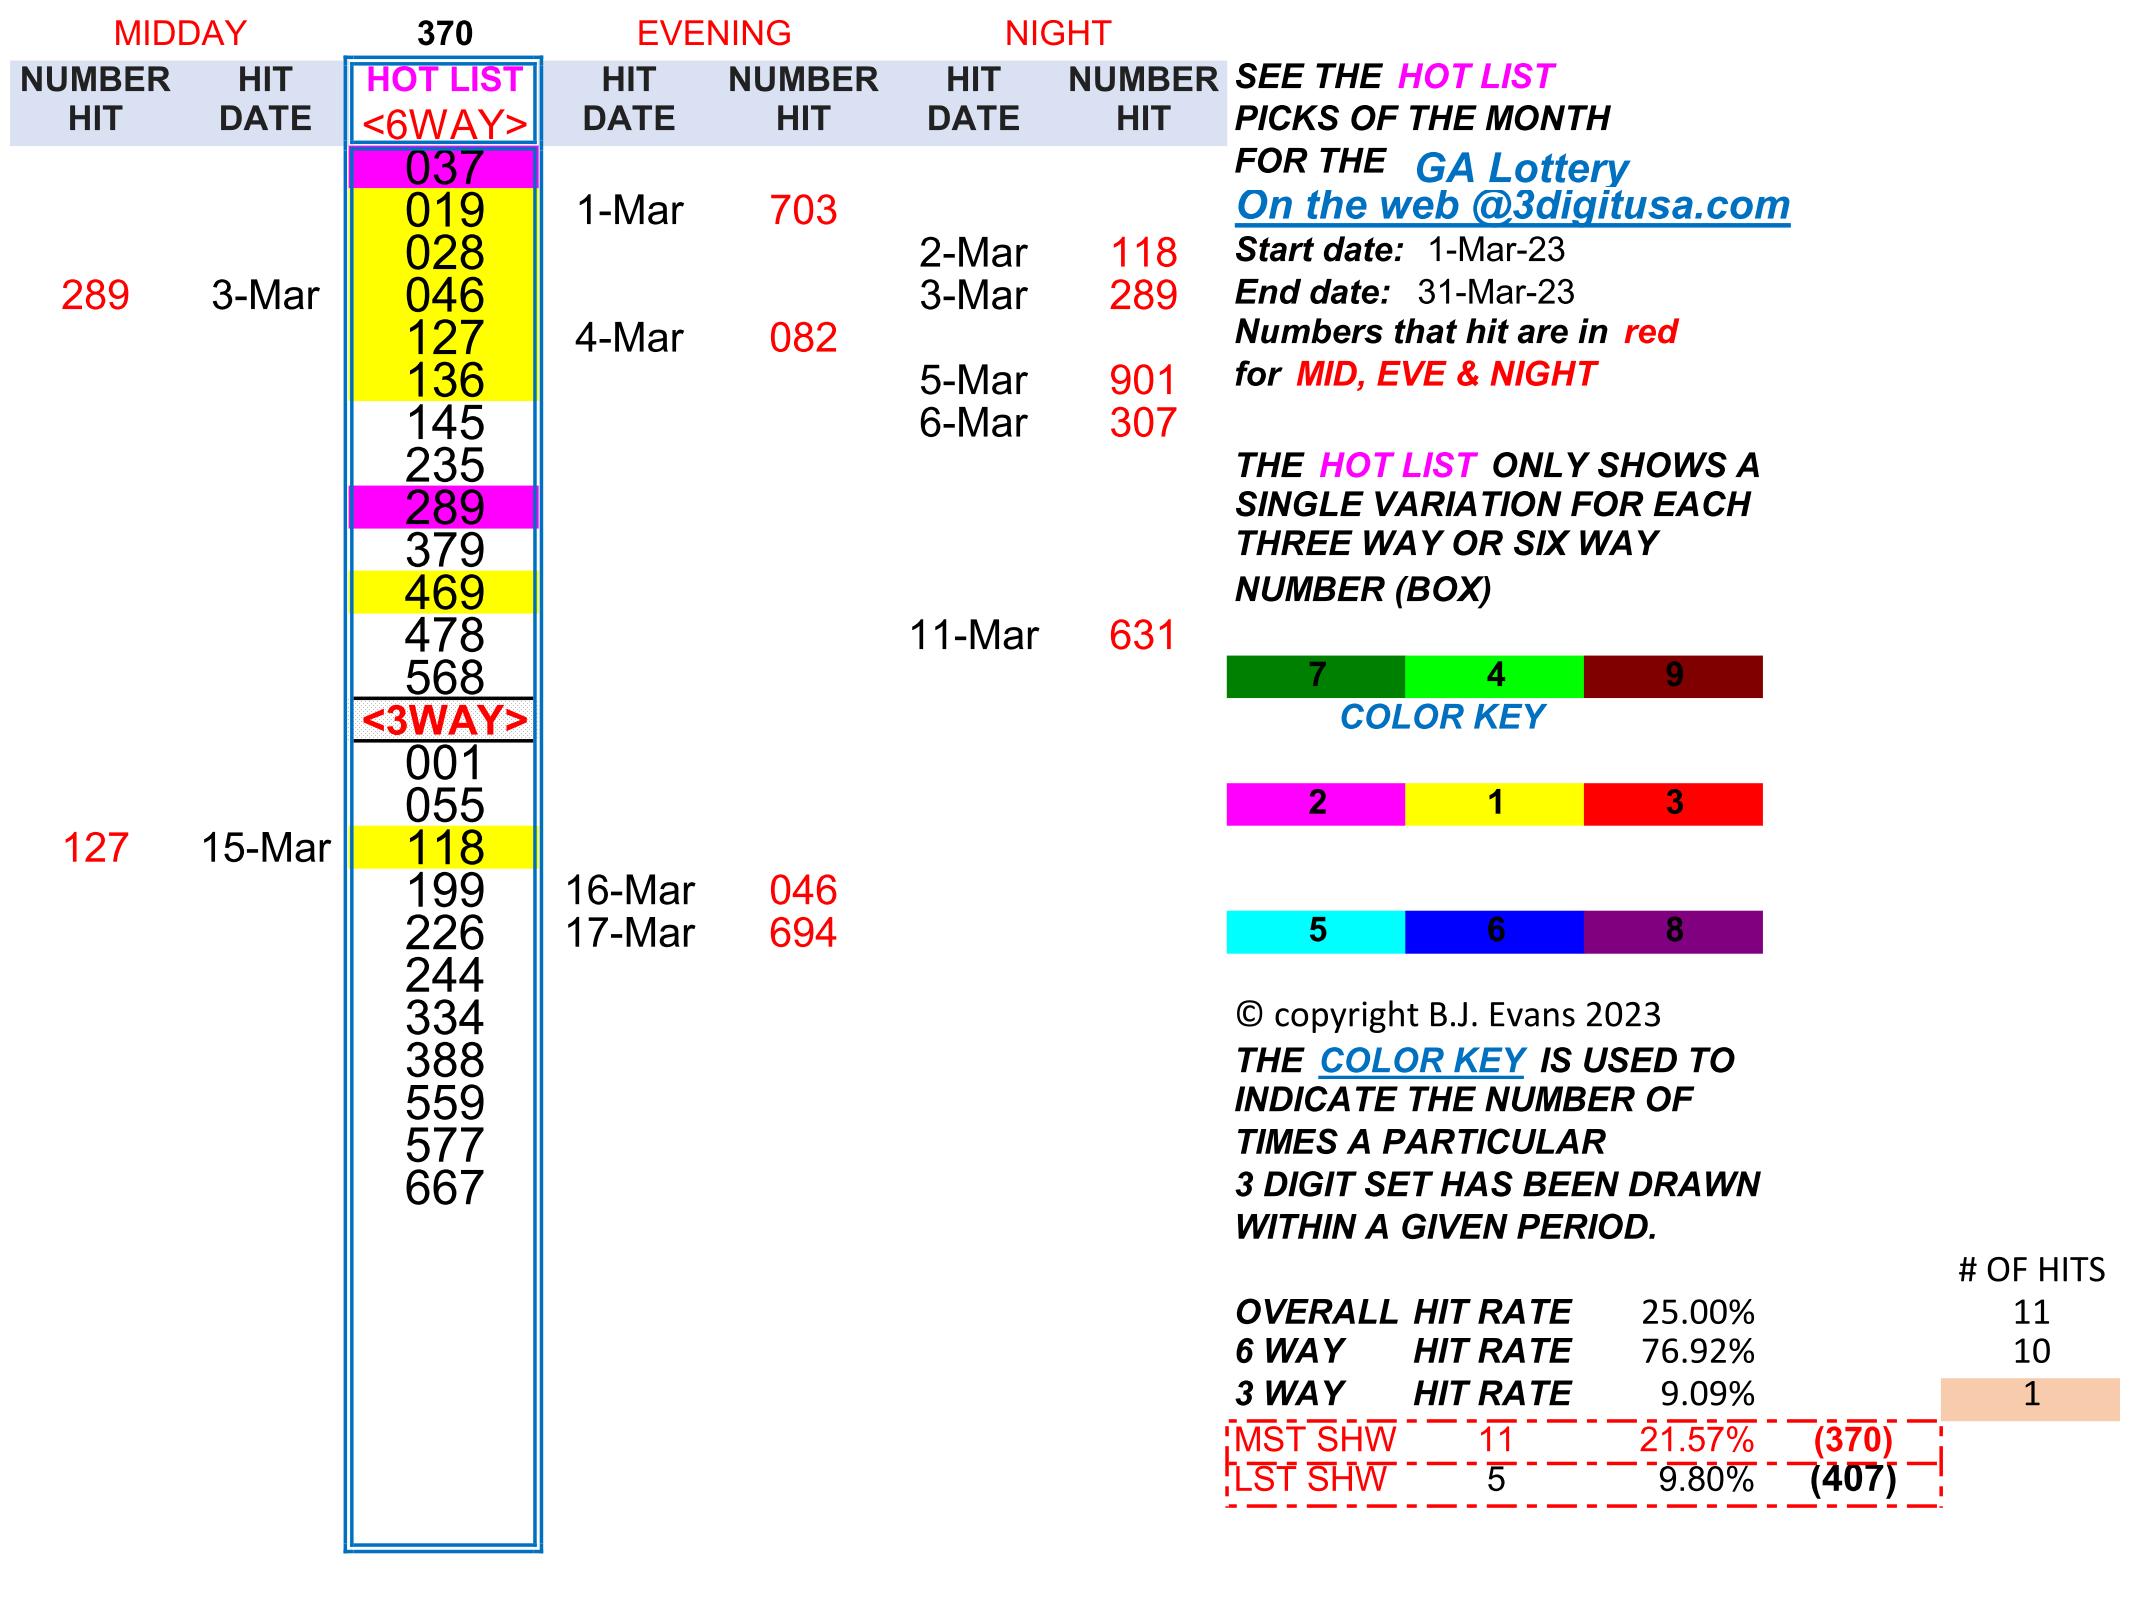 MIDDAY 370 EVENING NIGHT
NUMBER HIT HOT LIST HIT NUMBER HIT NUMBER
HIT DATE <6WAY> DATE HIT DATE HIT
037
019 1-Mar 703
028 2-Mar 118
289 3-Mar 046 3-Mar 289
127 4-Mar 082
136 5-Mar 901
145 6-Mar 307
235
289
379
469
478 11-Mar 631
568
<3WAY>
001
055
127 15-Mar 118
199 16-Mar 046
226 17-Mar 694
244
334
388
559
577
667
SEE THE HOT LIST
PICKS OF THE MONTH
FOR THE GA Lottery
On the web @3digitusa.com
Start date: 1-Mar-23
End date: 31-Mar-23
Numbers that hit are in red
for MID, EVE & NIGHT
THE HOT LIST ONLY SHOWS A
SINGLE VARIATION FOR EACH
THREE WAY OR SIX WAY
NUMBER (BOX)
7 4 9
COLOR KEY
2 1 3
5 6 8
© copyright B.J. Evans 2023
THE COLOR KEY IS USED TO
INDICATE THE NUMBER OF
TIMES A PARTICULAR
3 DIGIT SET HAS BEEN DRAWN
WITHIN A GIVEN PERIOD.
# OF HITS
OVERALL HIT RATE 25.00% 11
6 WAY HIT RATE 76.92% 10
3 WAY HIT RATE 9.09% 1
MST SHW 11 21.57% (370)
LST SHW 5 9.80% (407)